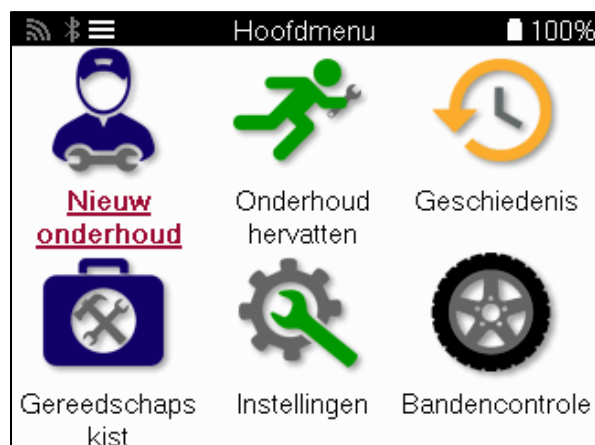 Hoofdmenu 100%
Nieuw onderhoud
Onderhoud hervatten
Geschiedenis
Gereedschaps kist
Instellingen
Bandencontrole